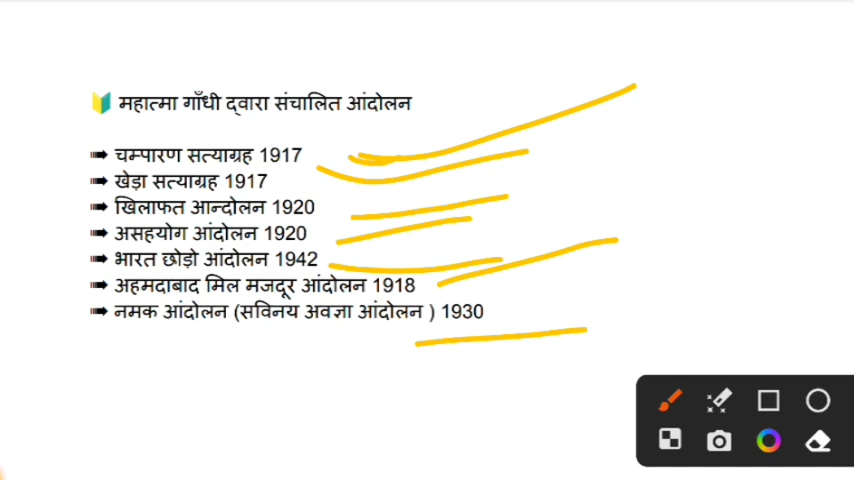 🔰 महात्मा गाँधी द्वारा संचालित आंदोलन
➠ चम्पारण सत्याग्रह 1917
➠ खेड़ा सत्याग्रह 1917
➠ खिलाफत आन्दोलन 1920
➠ असहयोग आंदोलन 1920
➠ भारत छोड़ो आंदोलन 1942
➠ अहमदाबाद मिल मजदूर आंदोलन 1918
➠ नमक आंदोलन (सविनय अवज्ञा आंदोलन ) 1930